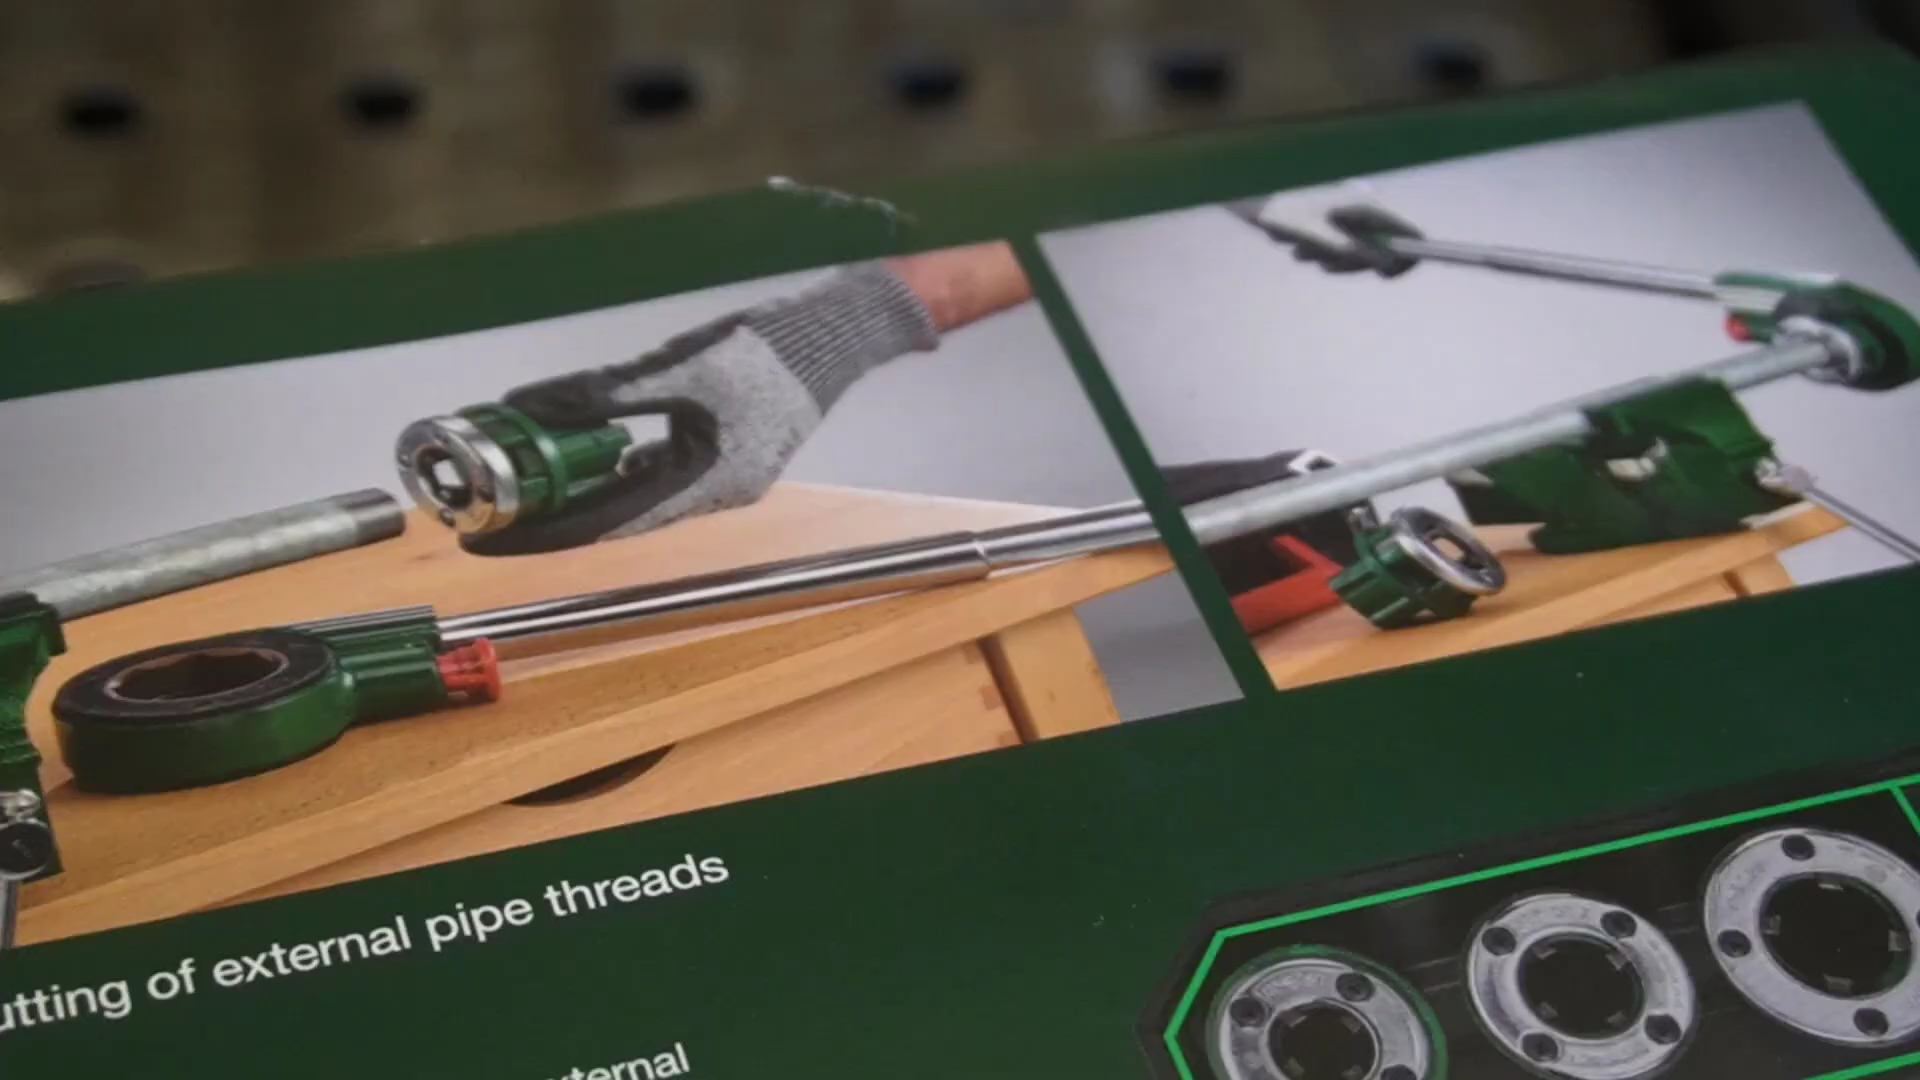 utting of external pipe threads
xternal